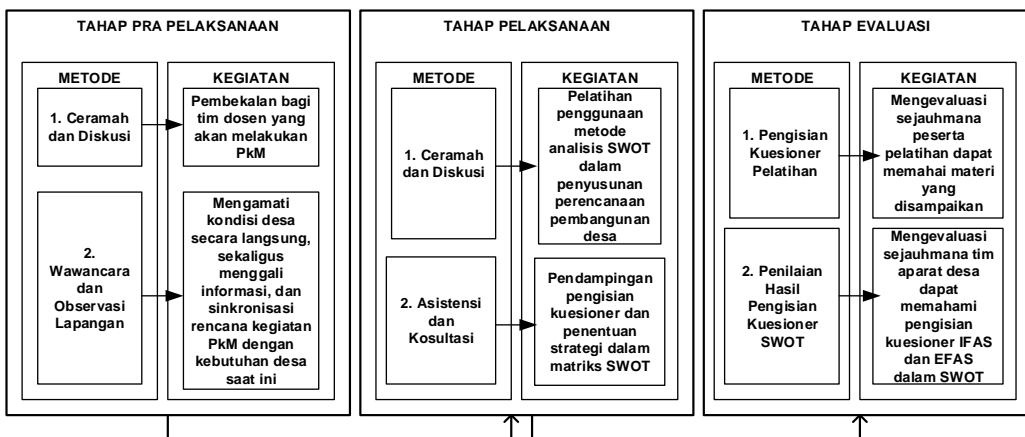 TAHAP PRA PELAKSANAAN
METODE
KEGIATAN
1. Ceramah
dan Diskusi
Pembekalan bagi
tim dosen yang
akan melakukan
PkM
2.
Wawancara
dan
Observasi
Lapangan
Mengamati
kondisi desa
secara langsung,
sekaligus
menggali
informasi, dan
sinkronisasi
rencana kegiatan
PkM dengan
kebutuhan desa
saat ini
TAHAP PELAKSANAAN
METODE
KEGIATAN
1. Ceramah
dan Diskusi
Pelatihan
penggunaan
metode
analisis SWOT
dalam
penyusunan
perencanaan
pembangunan
desa
2. Asistensi
dan
Kosultasi
Pendampingan
pengisian
kuesioner dan
penentuan
strategi dalam
matriks SWOT
TAHAP EVALUASI
METODE
KEGIATAN
1. Pengisian
Kuesioner
Pelatihan
Mengevaluasi
sejauhmana
peserta
pelatihan dapat
memahai materi
yang
disampaikan
2. Penilaian
Hasil
Pengisian
Kuesioner
SWOT
Mengevaluasi
sejauhmana tim
aparat desa
dapat
memahami
pengisian
kuesioner IFAS
dan EFAS
dalam SWOT